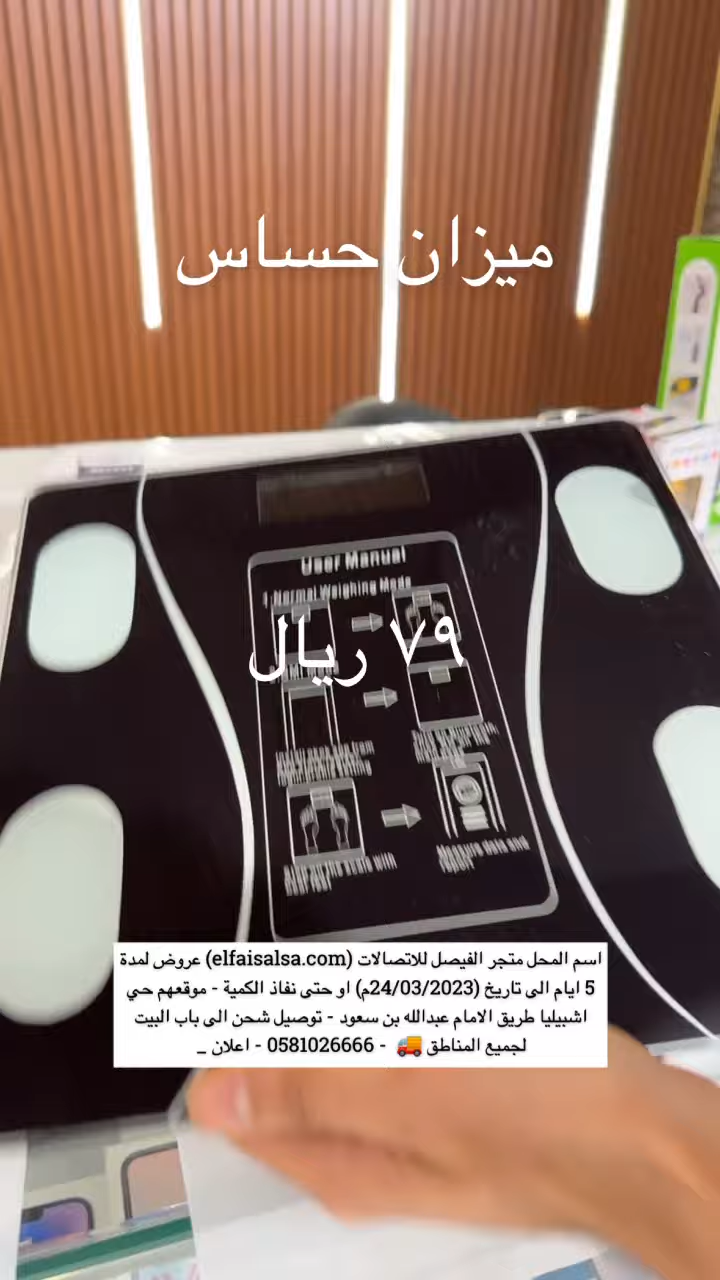 ميزان حساس
User Manual
1 Normal Weighing Mode
٧٩ ريال
اسم المحل متجر الفيصل للاتصالات (elfaisalsa.com) عروض لمدة
5 ايام الى تاريخ (24/03/2023م) او حتى نفاذ الكمية - موقعهم حي
اشبيليا طريق الامام عبدالله بن سعود - توصيل شحن الى باب البيت
لجميع المناطق 🚚 - 0581026666 - اعلان _